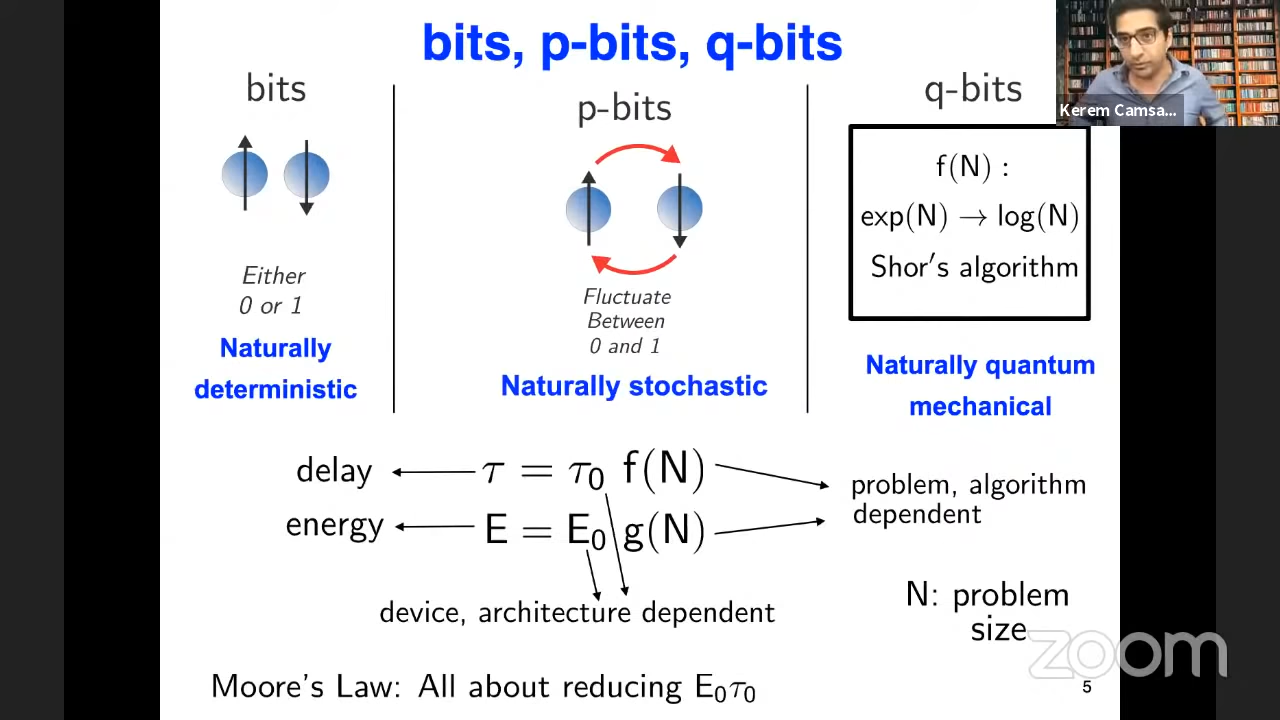 bits, p-bits, q-bits
Kerem Camsa...
bits
Either
0 or 1
Naturally
deterministic
p-bits
Fluctuate
Between
0 and 1
Naturally stochastic
q-bits
f(N) :
exp(N) → log(N)
Shor's algorithm
Naturally quantum
mechanical
delay
τ = τ₀ f(N)
energy
E = E₀ g(N)
problem, algorithm
dependent
device, architecture dependent
N: problem
size
Moore's Law: All about reducing E₀τ₀
zoom
5